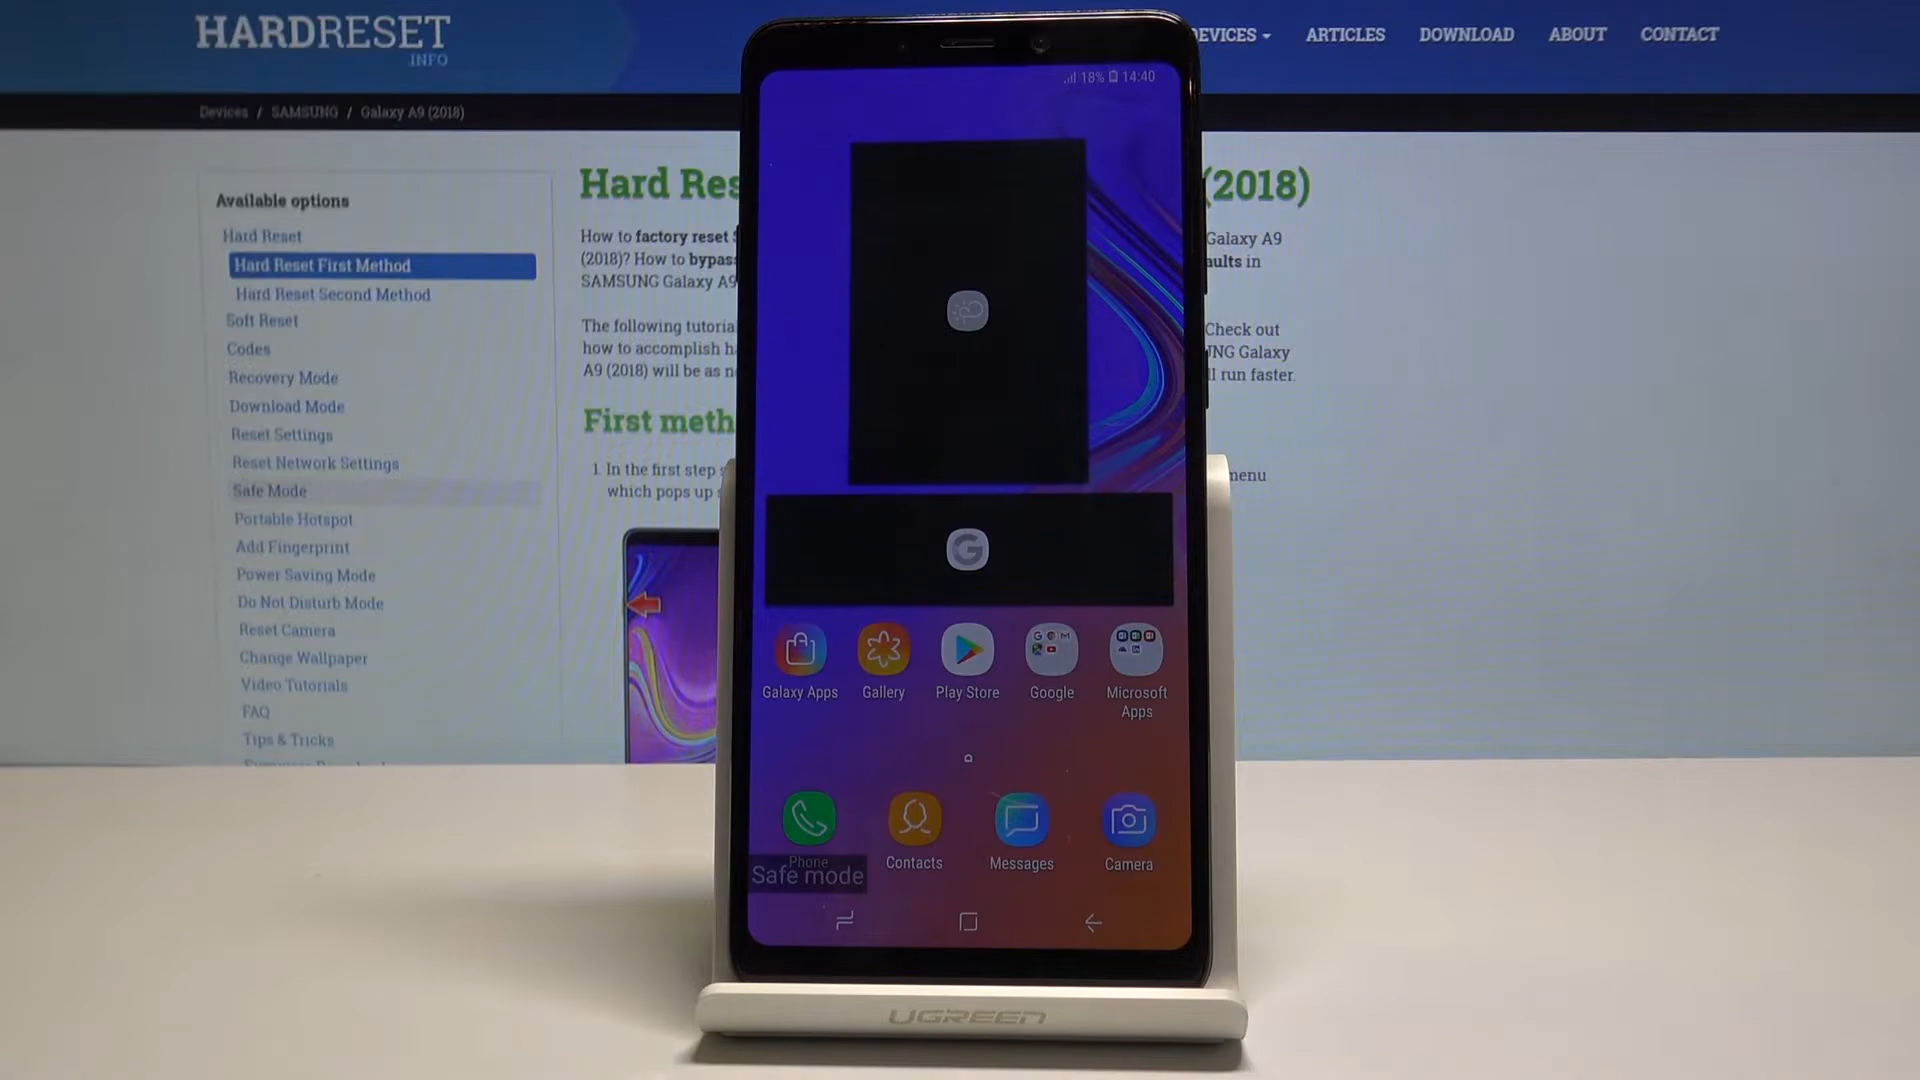 HARDRESET
.INFO
DEVICES
ARTICLES
DOWNLOAD
ABOUT
CONTACT
Devices / SAMSUNG / Galaxy A9 (2018)
Available options
Hard Reset
Hard Reset First Method
Hard Reset Second Method
Soft Reset
Codes
Recovery Mode
Download Mode
Reset Settings
Reset Network Settings
Safe Mode
Portable Hotspot
Add Fingerprint
Power Saving Mode
Do Not Disturb Mode
Reset Camera
Change Wallpaper
Video Tutorials
FAQ
Tips & Tricks
Hard Res
(2018)
How to factory reset
Galaxy A9
(2018)? How to bypas
aults in
SAMSUNG Galaxy A9
The following tutoria
Check out
how to accomplish h
NG Galaxy
A9 (2018) will be as n
ll run faster.
First meth
1. In the first step
menu
which pops up
18% 14:40
G
Galaxy Apps
Gallery
Play Store
Google
Microsoft
Apps
Phone
Contacts
Messages
Camera
Safe mode
UGREEN